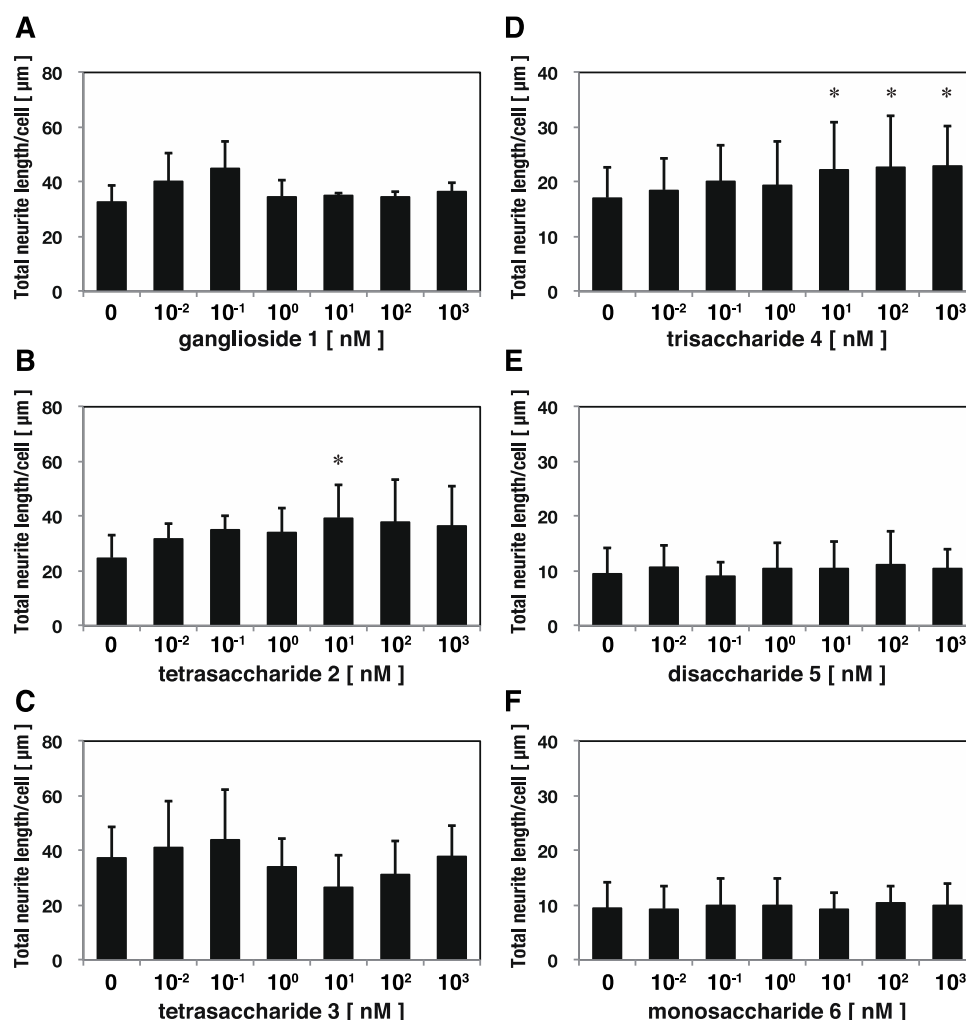 A
Total neurite length/cell [ µm ]
80
60
40
20
0
0 10⁻² 10⁻¹ 10⁰ 10¹ 10² 10³
ganglioside 1 [ nM ]
B
Total neurite length/cell [ µm ]
80
60
40
20
0
*
0 10⁻² 10⁻¹ 10⁰ 10¹ 10² 10³
tetrasaccharide 2 [ nM ]
C
Total neurite length/cell [ µm ]
80
60
40
20
0
0 10⁻² 10⁻¹ 10⁰ 10¹ 10² 10³
tetrasaccharide 3 [ nM ]
D
Total neurite length/cell [ µm ]
40
30
20
10
0
* * *
0 10⁻² 10⁻¹ 10⁰ 10¹ 10² 10³
trisaccharide 4 [ nM ]
E
Total neurite length/cell [ µm ]
40
30
20
10
0
0 10⁻² 10⁻¹ 10⁰ 10¹ 10² 10³
disaccharide 5 [ nM ]
F
Total neurite length/cell [ µm ]
40
30
20
10
0
0 10⁻² 10⁻¹ 10⁰ 10¹ 10² 10³
monosaccharide 6 [ nM ]